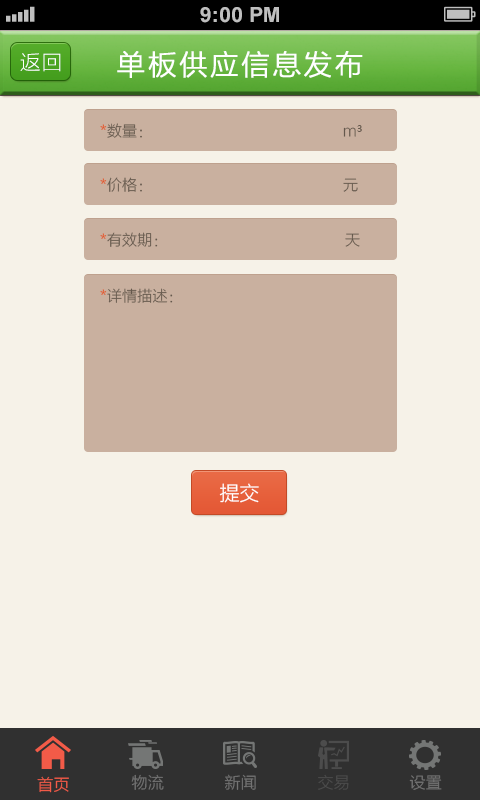 9:00 PM
返回
单板供应信息发布
*数量： m³
*价格： 元
*有效期： 天
*详情描述：
提交
首页 物流 新闻 交易 设置